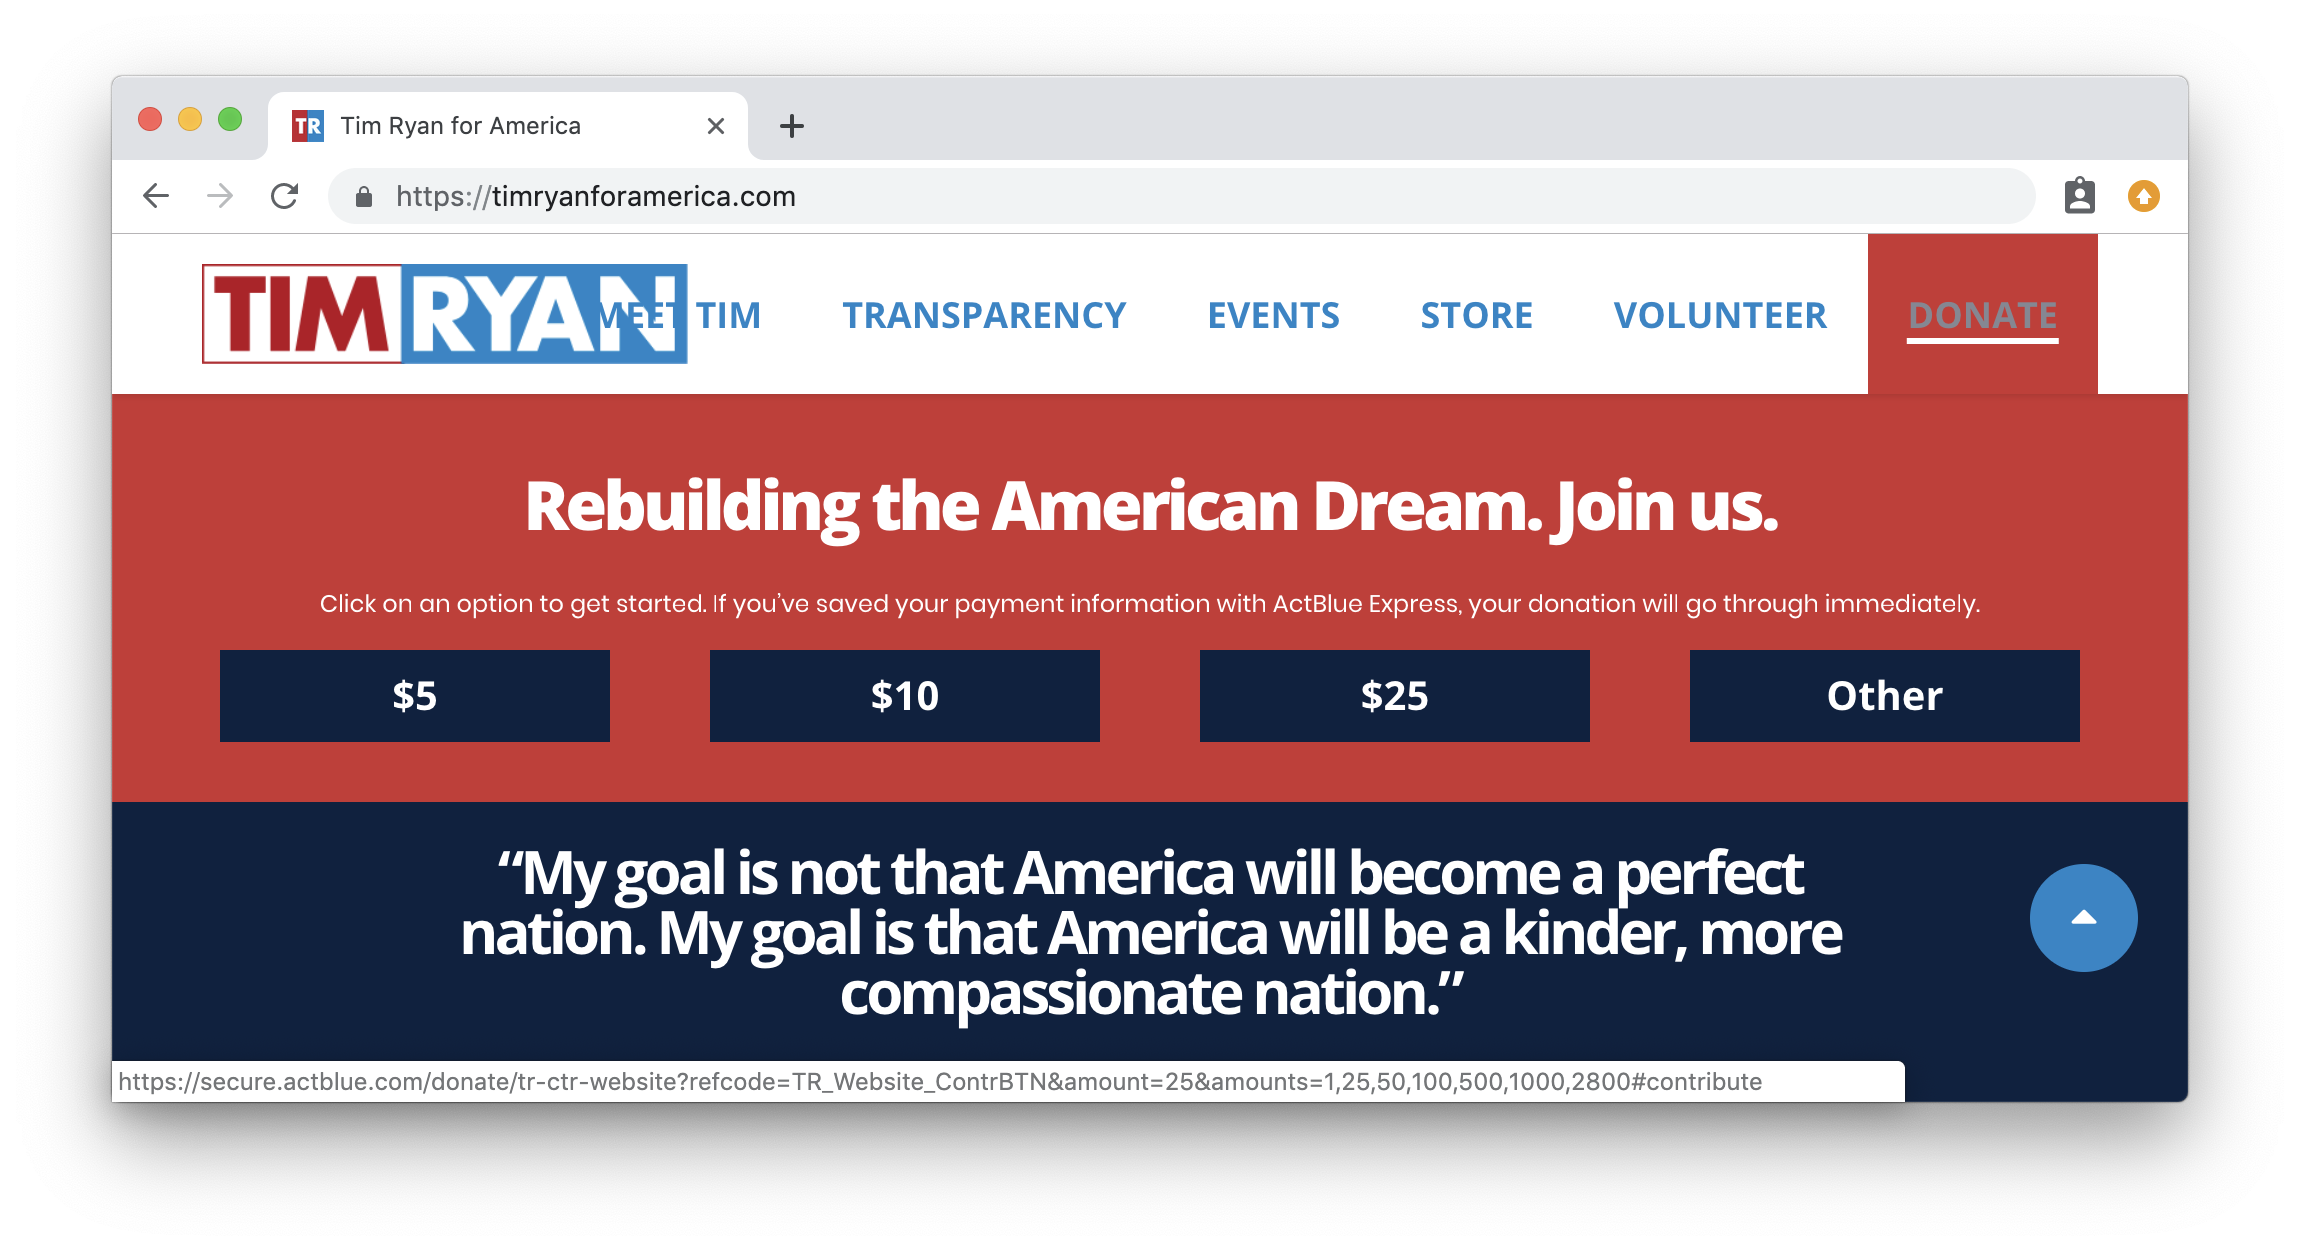 TR Tim Ryan for America
https://timryanforamerica.com
TIM RYAN MEET TIM TRANSPARENCY EVENTS STORE VOLUNTEER DONATE
Rebuilding the American Dream. Join us.
Click on an option to get started. If you’ve saved your payment information with ActBlue Express, your donation will go through immediately.
$5 $10 $25 Other
“My goal is not that America will become a perfect
nation. My goal is that America will be a kinder, more
compassionate nation.”
https://secure.actblue.com/donate/tr-ctr-website?refcode=TR_Website_ContrBTN&amount=25&amounts=1,25,50,100,500,1000,2800#contribute